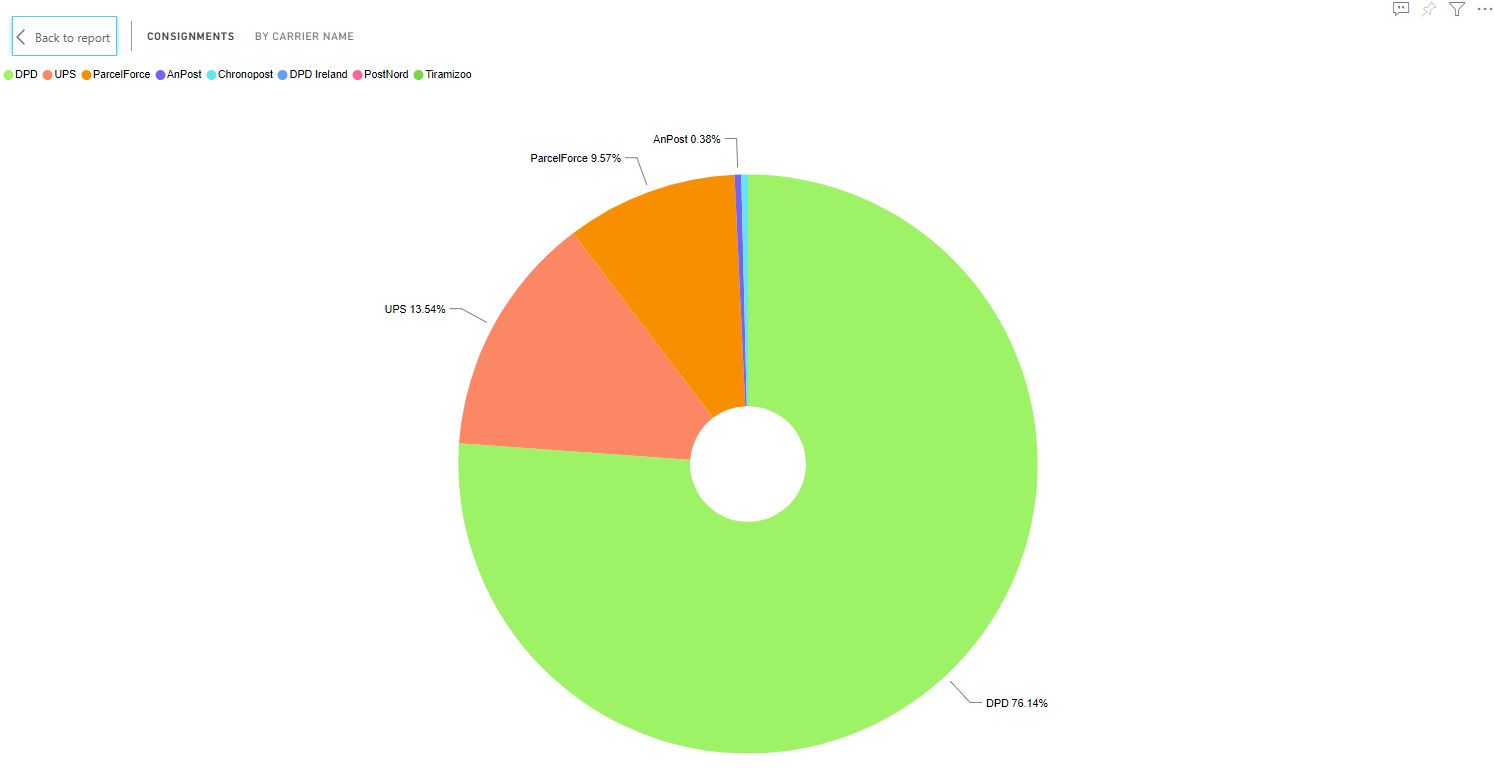 Back to report
CONSIGNMENTS BY CARRIER NAME
DPD UPS ParcelForce AnPost Chronopost DPD Ireland PostNord Tiramizoo
AnPost 0.38%
ParcelForce 9.57%
UPS 13.54%
DPD 76.14%